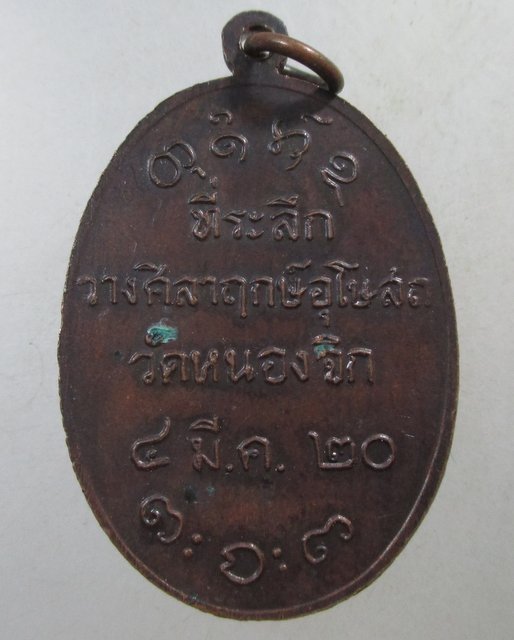 ที่ระลึก
วางศิลาฤกษ์อุโบสถ
วัดหนองจิก
๔ มี.ค. ๒๐